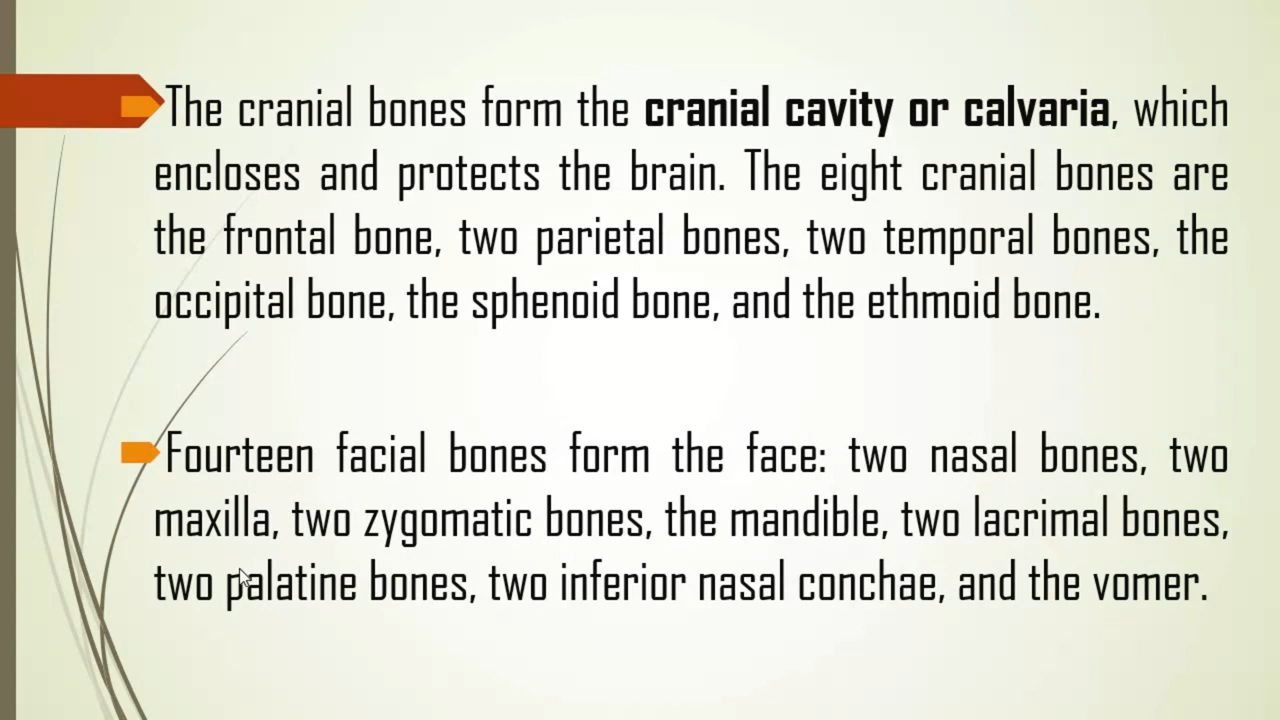 The cranial bones form the cranial cavity or calvaria, which
encloses and protects the brain. The eight cranial bones are
the frontal bone, two parietal bones, two temporal bones, the
occipital bone, the sphenoid bone, and the ethmoid bone.
Fourteen facial bones form the face: two nasal bones, two
maxilla, two zygomatic bones, the mandible, two lacrimal bones,
two palatine bones, two inferior nasal conchae, and the vomer.